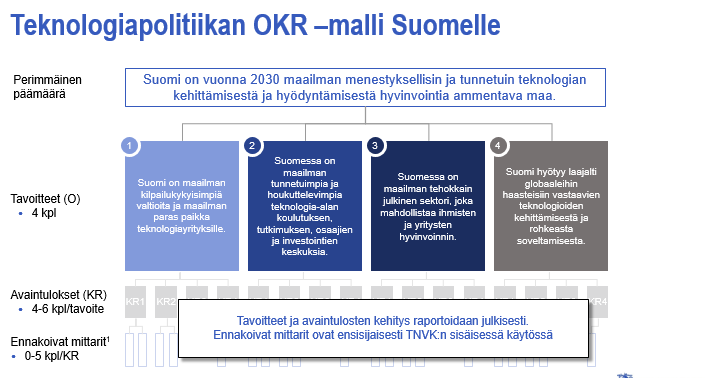 Teknologiapolitiikan OKR –malli Suomelle
Perimmäinen
päämäärä
Suomi on vuonna 2030 maailman menestyksellisin ja tunnetuin teknologian
kehittämisestä ja hyödyntämisestä hyvinvointia ammentava maa.
Tavoitteet (O)
• 4 kpl
1
Suomi on maailman
kilpailukykyisimpiä
valtioita ja maailman
paras paikka
teknologiayrityksille.
2
Suomessa on
maailman
tunnetuimpia ja
houkuttelevimpia
teknologia-alan
koulutuksen,
tutkimuksen, osaajien
ja investointien
keskuksia.
3
Suomessa on
maailman tehokkain
julkinen sektori, joka
mahdollistaa ihmisten
ja yritysten
hyvinvoinnin.
4
Suomi hyötyy laajalti
globaaleihin
haasteisiin vastaavien
teknologioiden
kehittämisestä ja
rohkeasta
soveltamisesta.
Avaintulokset (KR)
• 4-6 kpl/tavoite
KR1
KR2
KR4
Ennakoivat mittarit¹
• 0-5 kpl/KR
Tavoitteet ja avaintulosten kehitys raportoidaan julkisesti.
Ennakoivat mittarit ovat ensisijaisesti TNVK:n sisäisessä käytössä